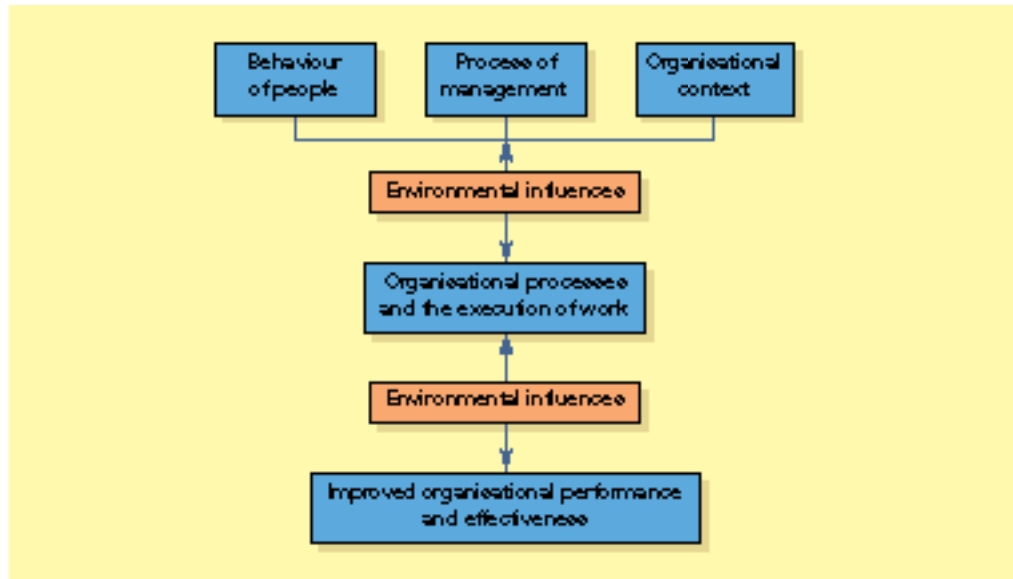 Behaviour
of people
Process of
management
Organisational
context
Environmental influences
Organisational processes
and the execution of work
Environmental influences
Improved organisational performance
and effectiveness